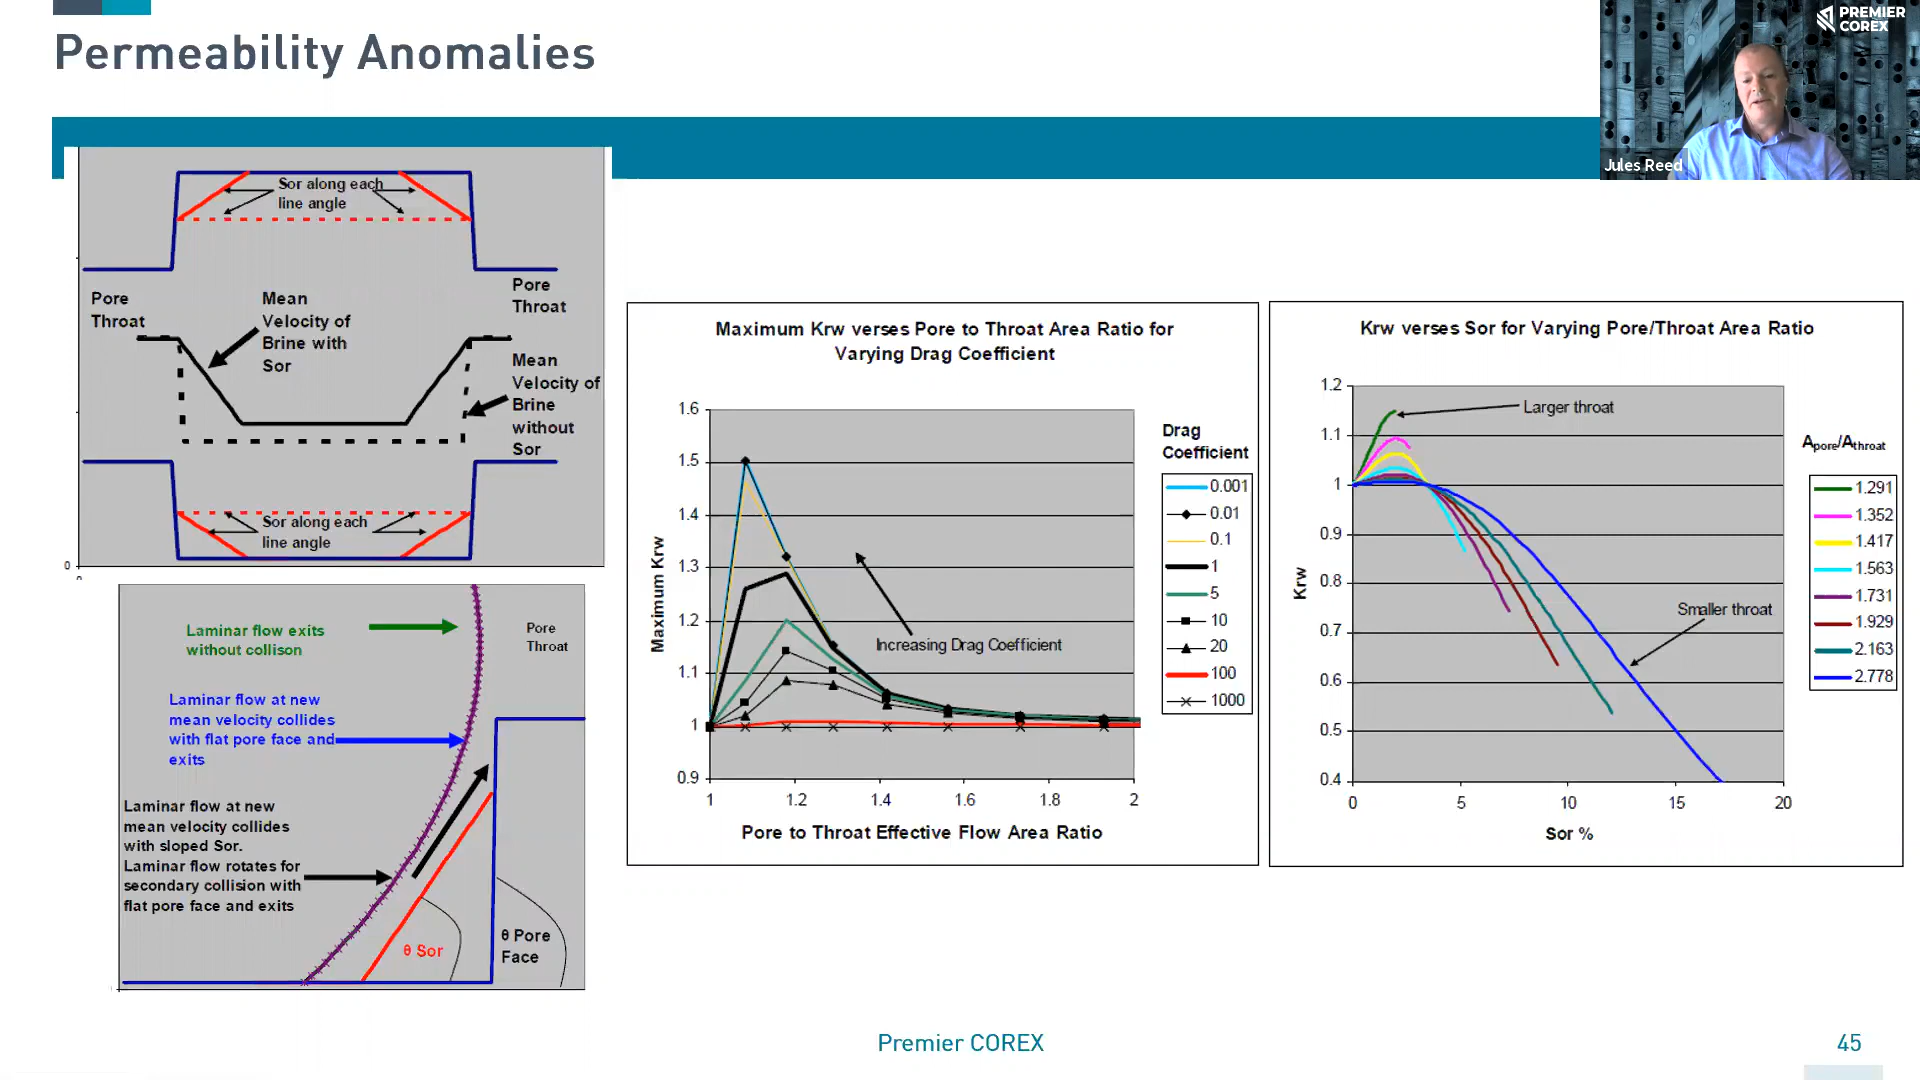 Permeability Anomalies
PREMIER
COREX
Jules Reed
Sor along each
line angle
Pore
Throat
Mean
Velocity of
Brine with
Sor
Pore
Throat
Mean
Velocity of
Brine
without
Sor
Sor along each
line angle
0
Laminar flow exits
without collison
Pore
Throat
Laminar flow at new
mean velocity collides
with flat pore face and
exits
Laminar flow at new
mean velocity collides
with sloped Sor.
Laminar flow rotates for
secondary collision with
flat pore face and exits
θ Sor
θ Pore
Face
Maximum Krw verses Pore to Throat Area Ratio for
Varying Drag Coefficient
Maximum Krw
1.6
1.5
1.4
1.3
1.2
1.1
1
0.9
1 1.2 1.4 1.6 1.8 2
Pore to Throat Effective Flow Area Ratio
Increasing Drag Coefficient
Drag
Coefficient
0.001
0.01
0.1
1
5
10
20
100
1000
Krw verses Sor for Varying Pore/Throat Area Ratio
Krw
1.2
1.1
1
0.9
0.8
0.7
0.6
0.5
0.4
0 5 10 15 20
Sor %
Larger throat
Smaller throat
Apore/Athroat
1.291
1.352
1.417
1.563
1.731
1.929
2.163
2.778
Premier COREX
45